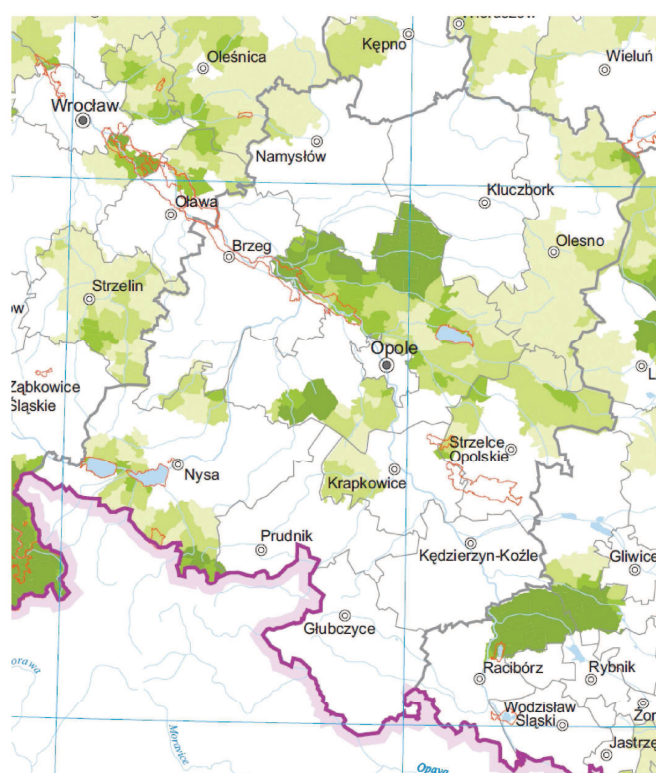 Kępno
Wieluń
Oleśnica
Wrocław
Namysłów
Kluczbork
Oława
Olesno
Brzeg
Strzelin
Opole
Ząbkowice
Śląskie
Strzelce
Opolskie
Nysa
Krapkowice
Prudnik
Kędzierzyn-Koźle
Gliwice
Głubczyce
Racibórz
Rybnik
Wodzisław
Śląski
Moravice
Opava